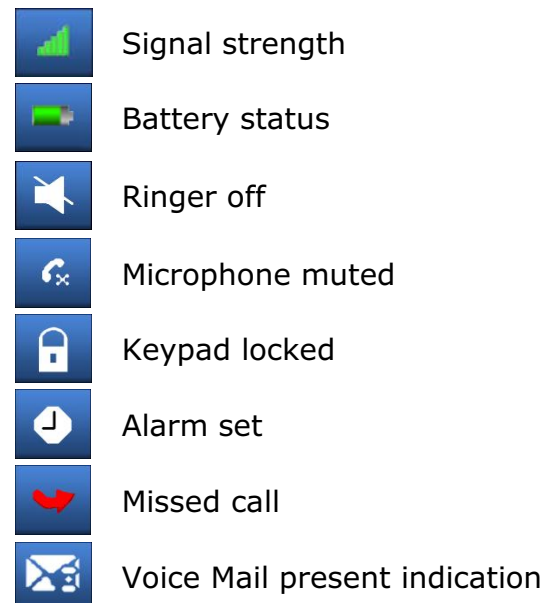 Signal strength
Battery status
Ringer off
Microphone muted
Keypad locked
Alarm set
Missed call
Voice Mail present indication